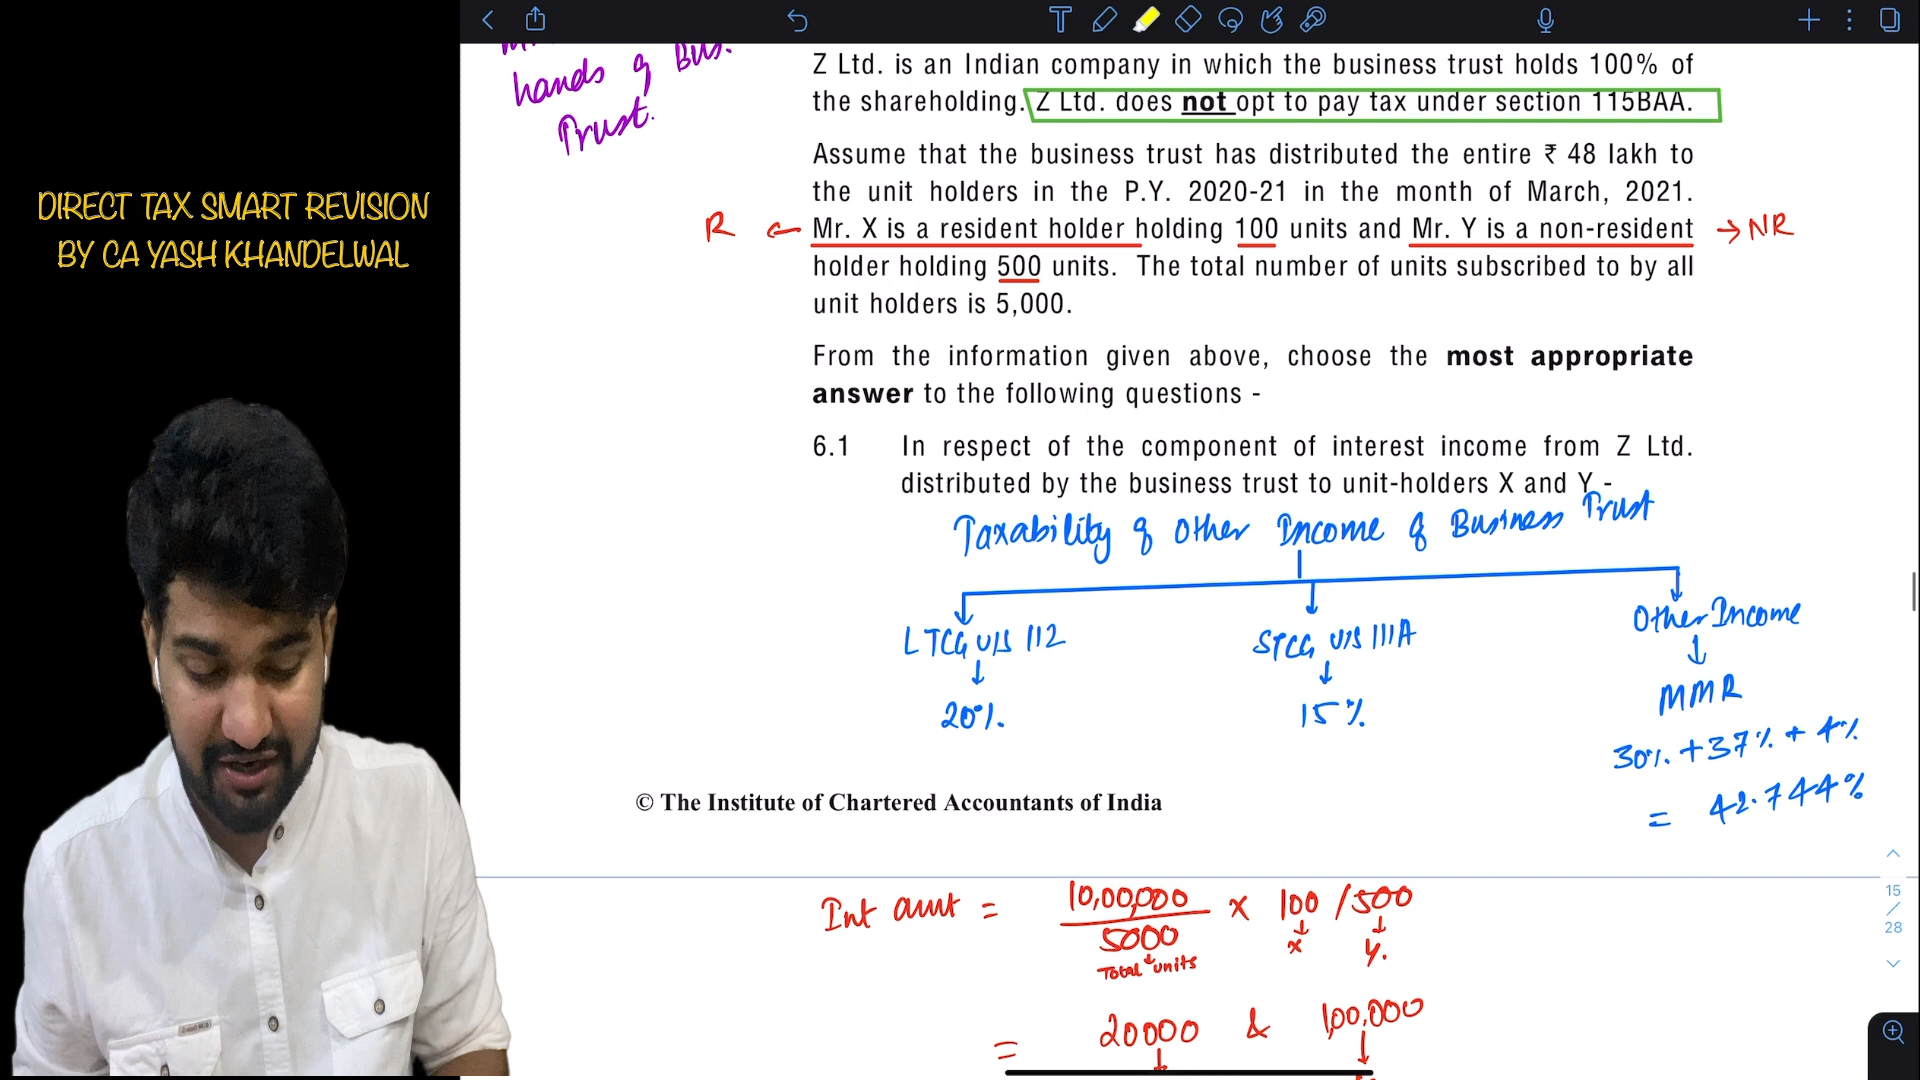 DIRECT TAX SMART REVISION
BY CA YASH KHANDELWAL
hands of Bus.
Trust.
Z Ltd. is an Indian company in which the business trust holds 100% of
the shareholding. Z Ltd. does not opt to pay tax under section 115BAA.
Assume that the business trust has distributed the entire ₹ 48 lakh to
the unit holders in the P.Y. 2020-21 in the month of March, 2021.
R ← Mr. X is a resident holder holding 100 units and Mr. Y is a non-resident → NR
holder holding 500 units. The total number of units subscribed to by all
unit holders is 5,000.
From the information given above, choose the most appropriate
answer to the following questions -
6.1 In respect of the component of interest income from Z Ltd.
distributed by the business trust to unit-holders X and Y -
Taxability of Other Income of Business Trust
LTCG U/S 112
20%.
STCG U/S 111A
15%
Other Income
MMR
30%. + 37% + 4%
= 42.744%
© The Institute of Chartered Accountants of India
15
/
28
Int amt = 10,00,000 × 100 / 500
5000 x y.
Total units
= 20000 & 1,00,000